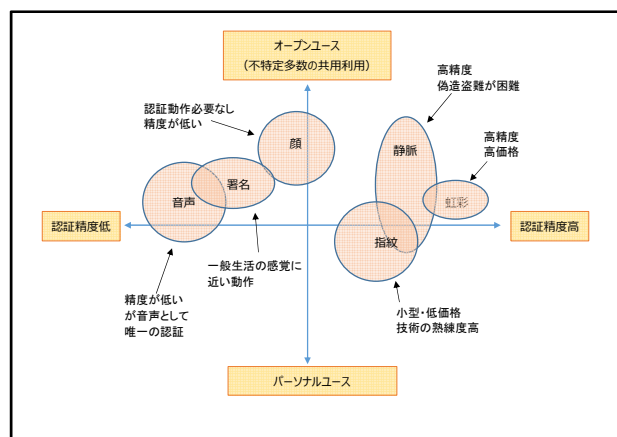 オープンユース
(不特定多数の共用利用)
高精度
偽造盗難が困難
認証動作必要なし
精度が低い
顔
静脈
高精度
高価格
署名
音声
虹彩
認証精度低
認証精度高
指紋
一般生活の感覚に
近い動作
精度が低い
が音声として
唯一の認証
小型・低価格
技術の熟練度高
パーソナルユース